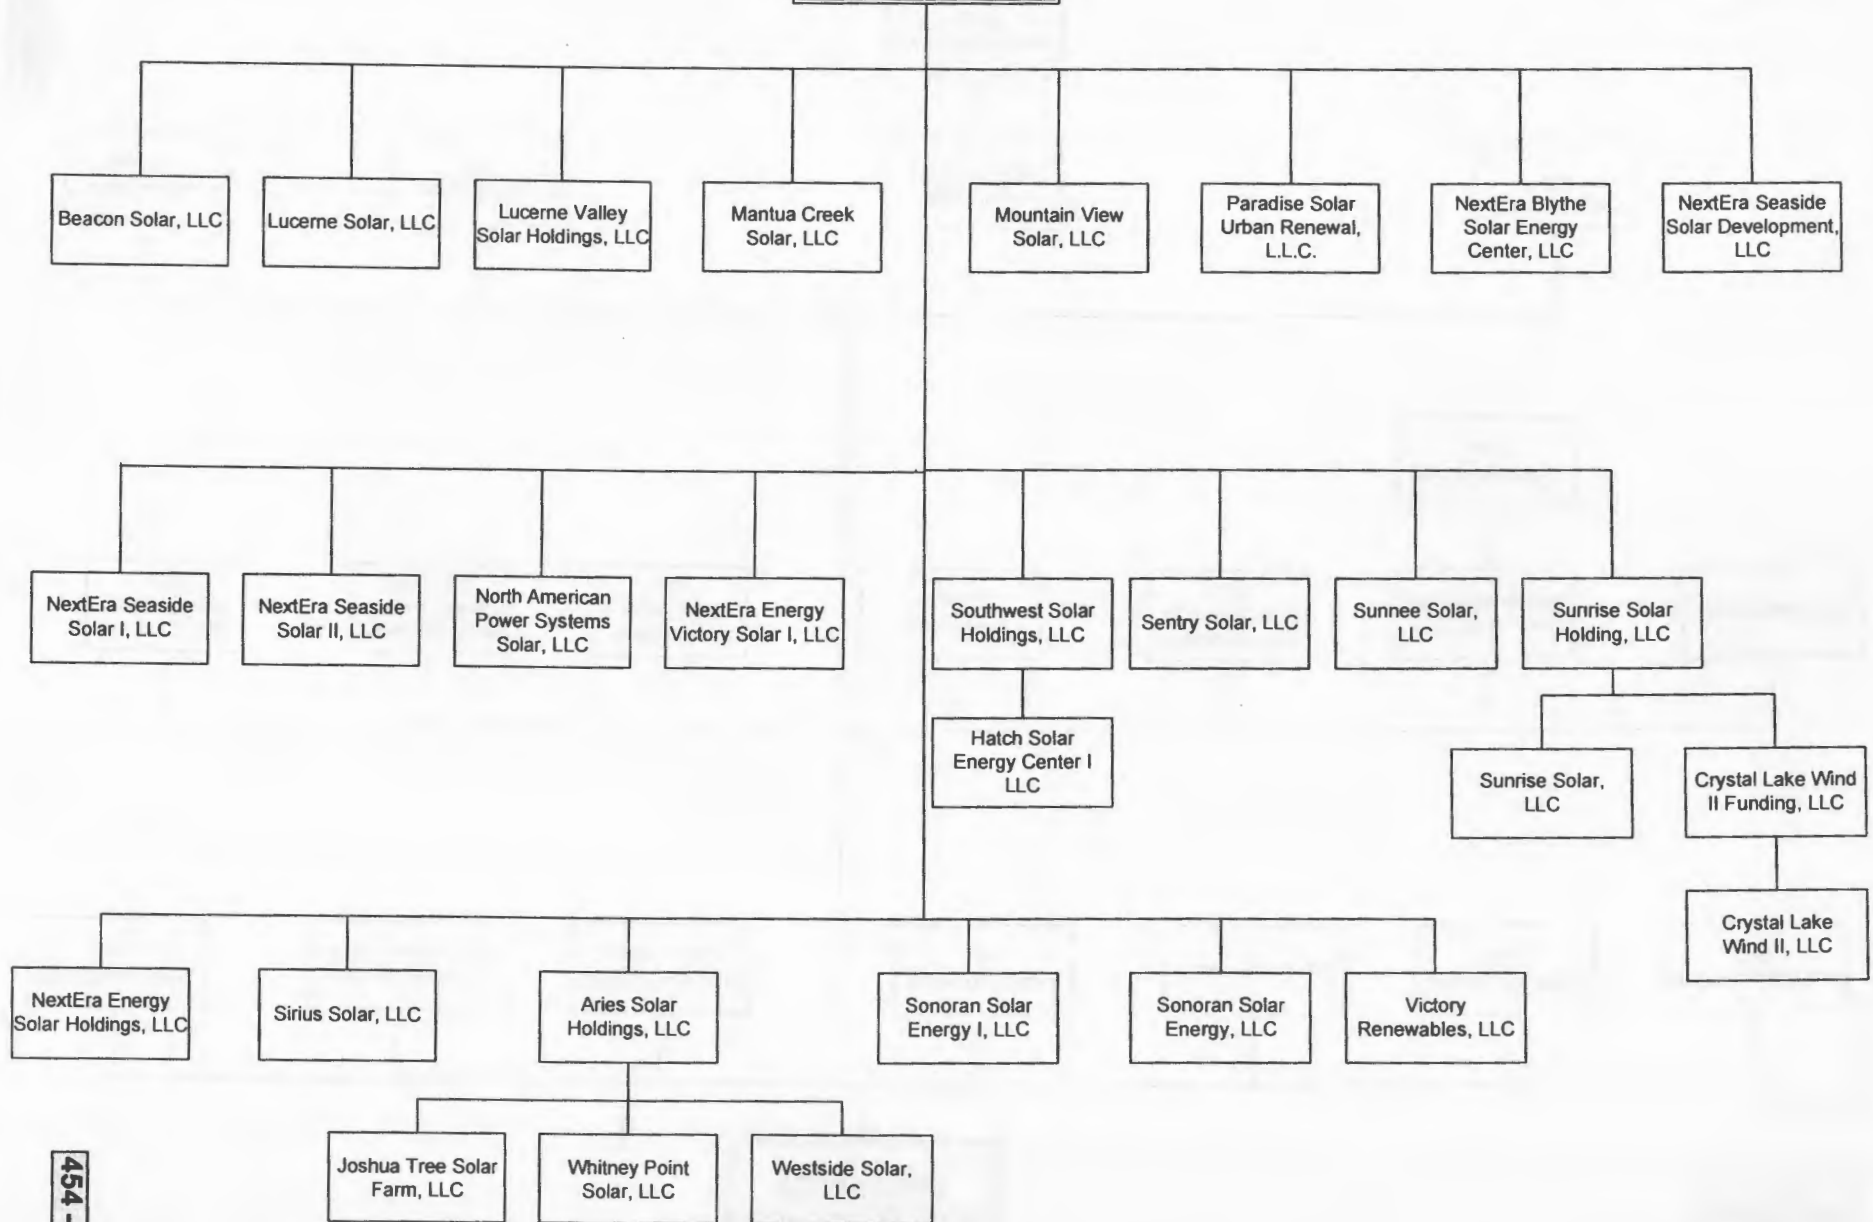 Beacon Solar, LLC
Lucerne Solar, LLC
Lucerne Valley
Solar Holdings, LLC
Mantua Creek
Solar, LLC
Mountain View
Solar, LLC
Paradise Solar
Urban Renewal,
L.L.C.
NextEra Blythe
Solar Energy
Center, LLC
NextEra Seaside
Solar Development,
LLC
NextEra Seaside
Solar I, LLC
NextEra Seaside
Solar II, LLC
North American
Power Systems
Solar, LLC
NextEra Energy
Victory Solar I, LLC
Southwest Solar
Holdings, LLC
Sentry Solar, LLC
Sunnee Solar,
LLC
Sunrise Solar
Holding, LLC
Hatch Solar
Energy Center I
LLC
Sunrise Solar,
LLC
Crystal Lake Wind
II Funding, LLC
Crystal Lake
Wind II, LLC
NextEra Energy
Solar Holdings, LLC
Sirius Solar, LLC
Aries Solar
Holdings, LLC
Sonoran Solar
Energy I, LLC
Sonoran Solar
Energy, LLC
Victory
Renewables, LLC
Joshua Tree Solar
Farm, LLC
Whitney Point
Solar, LLC
Westside Solar,
LLC
454 -